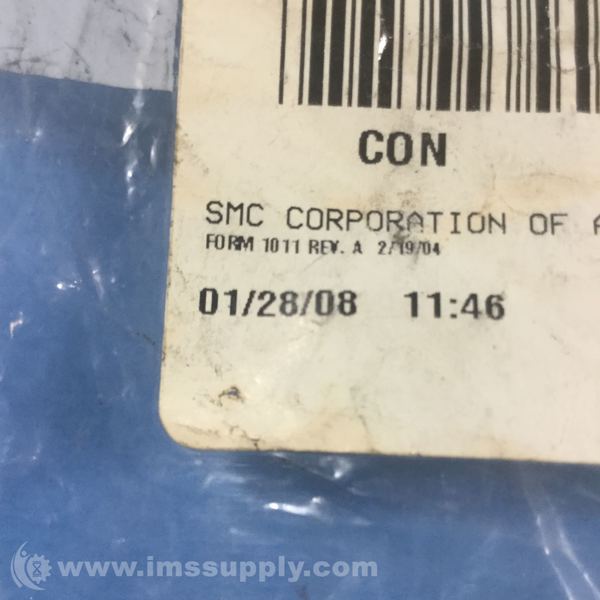 CON
SMC CORPORATION OF A
FORM 1011 REV. A 2/19/04
01/28/08 11:46
www.imssupply.com